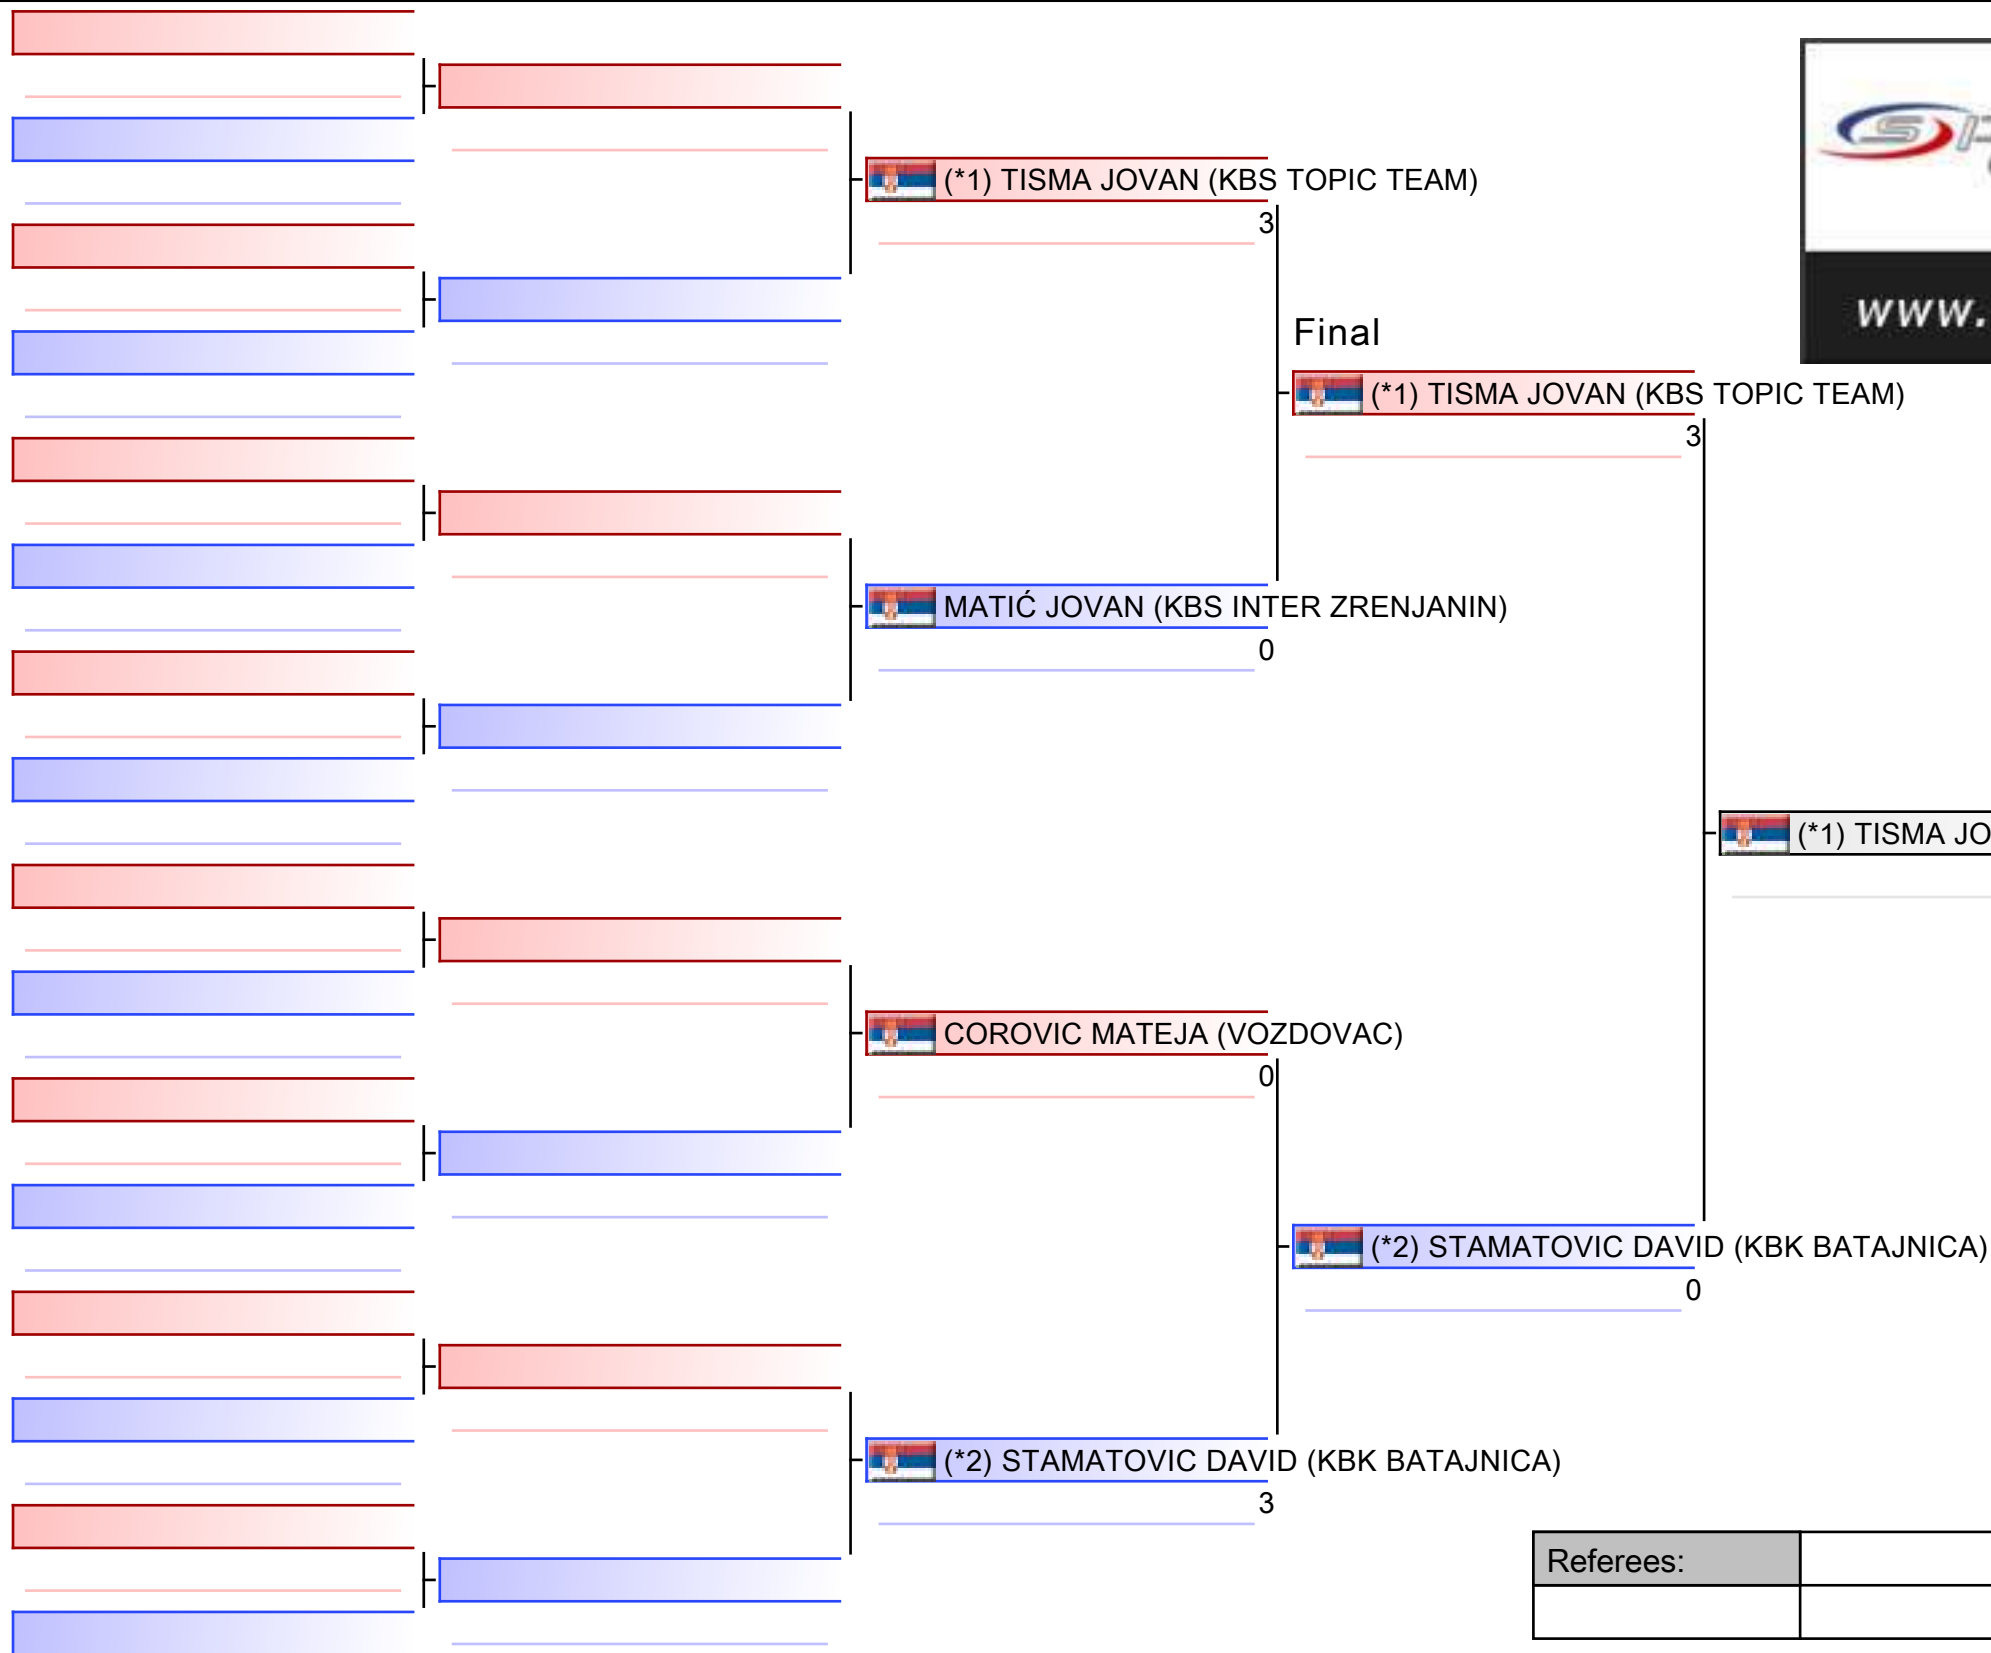 (*1) TISMA JOVAN (KBS TOPIC TEAM)
3
Final
www.
(*1) TISMA JOVAN (KBS TOPIC TEAM)
3
MATIĆ JOVAN (KBS INTER ZRENJANIN)
0
(*1) TISMA JO
COROVIC MATEJA (VOZDOVAC)
0
(*2) STAMATOVIC DAVID (KBK BATAJNICA)
0
(*2) STAMATOVIC DAVID (KBK BATAJNICA)
3
Referees: